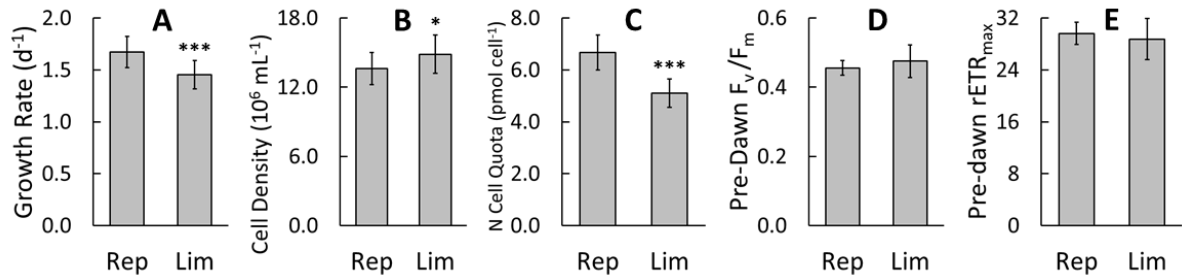 A
Growth Rate (d⁻¹)
2.0
1.5
1.0
0.5
0.0
***
Rep Lim
B
Cell Density (10⁶ mL⁻¹)
18.0
12.0
6.0
0.0
*
Rep Lim
C
N Cell Quota (pmol cell⁻¹)
8.0
6.0
4.0
2.0
0.0
***
Rep Lim
D
Pre-Dawn Fᵥ/Fₘ
0.6
0.4
0.2
0.0
Rep Lim
E
Pre-dawn rETRₘₐₓ
32
24
16
8
0
Rep Lim